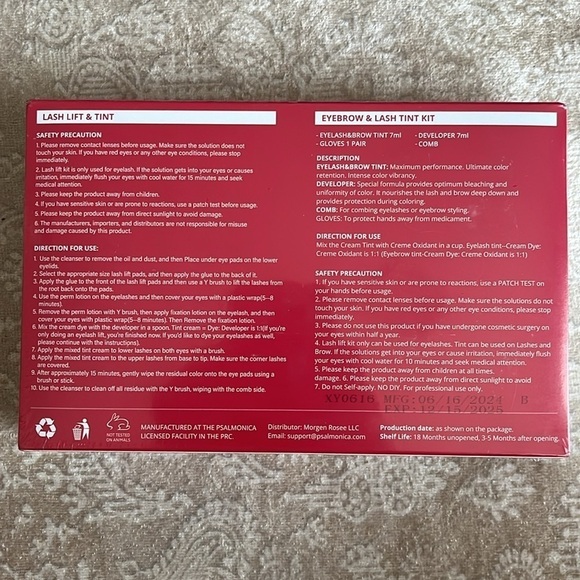 LASH LIFT & TINT
SAFETY PRECAUTION
1. Please remove contact lenses before usage. Make sure the solution does
not touch your skin. If you have red eyes or any other eye conditions, please stop
immediately.
2. Lash lift kit is only used for eyelash. If the solution gets into your eyes or causes
irritation, immediately flush your eyes with cool water for 15 minutes and seek
medical attention.
3. Please keep the product away from children.
4. If you have sensitive skin or are prone to reactions, use a patch test before usage.
5. Please keep the product away from direct sunlight to avoid damage.
6. The manufacturers, importers, and distributors are not responsible for misuse
and damage caused by this product.
DIRECTION FOR USE:
1. Use the cleanser to remove the oil and dust, and then Place under eye pads on the lower
eyelids.
2. Select the appropriate size lash lift pads, and then apply the glue to the back of it.
3. Apply the glue to the front of the lash lift pads and then use a Y brush to lift the lashes from
the root back onto the pads.
4. Use the perm lotion on the eyelashes and then cover your eyes with a plastic wrap(5--8
minutes).
5. Remove the perm lotion with Y brush, then apply fixation lotion on the eyelash, and then
cover your eyes with plastic wrap(5--8 minutes). Then Remove the fixation lotion.
6. Mix the cream dye with the developer in a spoon. Tint cream = Dye: Developer is 1:1(If you're
only doing an eyelash lift, you're finished now. If you'd like to dye your eyelashes as well,
please continue with the instructions).
7. Apply the mixed tint cream to lower lashes on both eyes with a brush.
8. Apply the mixed tint cream to the upper lashes from base to tip. Make sure the lashes
are covered.
9. After approximately 15 minutes, gently wipe the residual color onto the eye pads using a
brush or stick.
10. Use the cleanser to clean off all residue with the Y brush, wiping with the comb side.
EYEBROW & LASH TINT KIT
- EYELASH&BROW TINT 7ml - DEVELOPER 7ml
- GLOVES 1 PAIR - COMB
DESCRIPTION
EYELASH&BROW TINT: Maximum performance. Ultimate color
retention. Intense color vibrancy.
DEVELOPER: Special formula provides optimum bleaching and
uniformity of color. It nourishes the lash and brow deep down and
provides protection during coloring.
COMB: For combing eyelashes or eyebrow styling.
GLOVES: To protect hands away from medicament.
DIRECTION FOR USE
Mix the Cream Tint with Creme Oxidant in a cup. Eyelash tint--Cream Dye:
Creme Oxidant is 1:1 (Eyebrow tint-Cream Dye: Creme Oxidant is 1:1)
SAFETY PRECAUTION
1. If you have sensitive skin or are prone to reactions, use a PATCH TEST on
your hands before usage.
2. Please remove contact lenses before usage. Make sure the solutions do not
touch your skin. If you have red eyes or any other eye conditions, please stop
immediately.
3. Please do not use this product if you have undergone cosmetic surgery on
your eyes within half a year.
4. Lash lift kit is only used for eyelashes. Tint can be used on Lashes and
Brow. If the solutions get into your eyes or cause irritation, immediately flush
your eyes with cool water for 10 minutes and seek medical attention.
5. Please keep the product away from children at all times.
damage. 6. Please keep the product away from direct sunlight to avoid
7. Do not Self-apply. NO DIY. For professional use only.
XY0616 MFG:06/16/2024 B
EXP:12/15/2025
NOT TESTED
ON ANIMALS
MANUFACTURED AT THE PSALMONICA
LICENSED FACILITY IN THE PRC.
Distributor: Morgen Rosee LLC
Email: support@psalmonica.com
Production date: as shown on the package.
Shelf Life: 18 Months unopened, 3-5 Months after opening.